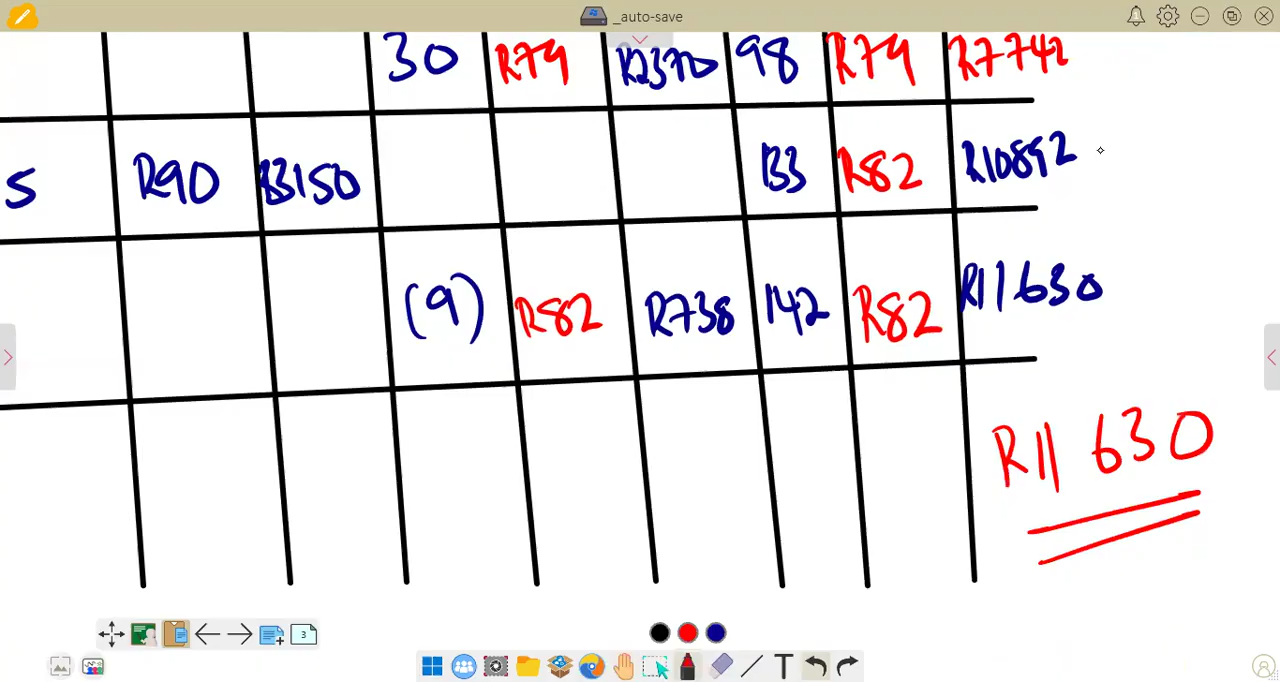 _auto-save
30 R79 R2370 98 R79 R7742
5 R90 R3150 133 R82 R10892
(9) R82 R738 142 R82 R11630
R11 630
3